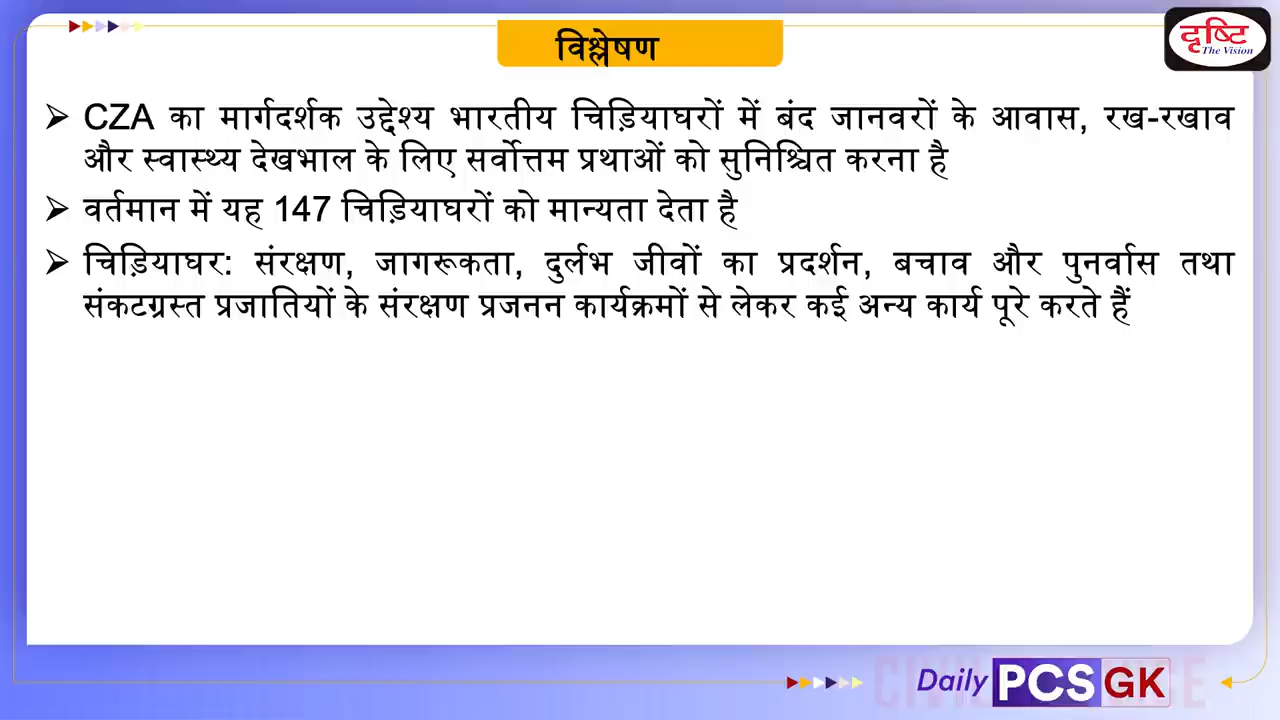 विश्लेषण
दृष्टि
The Vision
➢ CZA का मार्गदर्शक उद्देश्य भारतीय चिड़ियाघरों में बंद जानवरों के आवास, रख-रखाव
और स्वास्थ्य देखभाल के लिए सर्वोत्तम प्रथाओं को सुनिश्चित करना है
➢ वर्तमान में यह 147 चिड़ियाघरों को मान्यता देता है
➢ चिड़ियाघर: संरक्षण, जागरूकता, दुर्लभ जीवों का प्रदर्शन, बचाव और पुनर्वास तथा
संकटग्रस्त प्रजातियों के संरक्षण प्रजनन कार्यक्रमों से लेकर कई अन्य कार्य पूरे करते हैं
Daily PCS GK